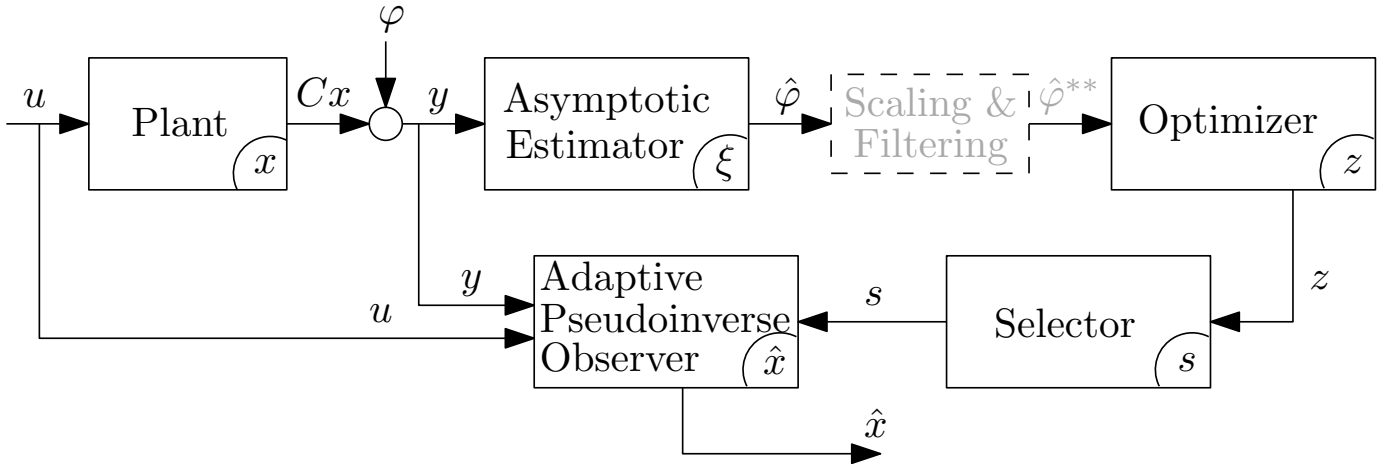 φ
u
Plant
x
Cx
y
Asymptotic
Estimator
ξ
φ̂
Scaling &
Filtering
φ̂**
Optimizer
z
y
u
Adaptive
Pseudoinverse
Observer
x̂
s
Selector
s
z
x̂